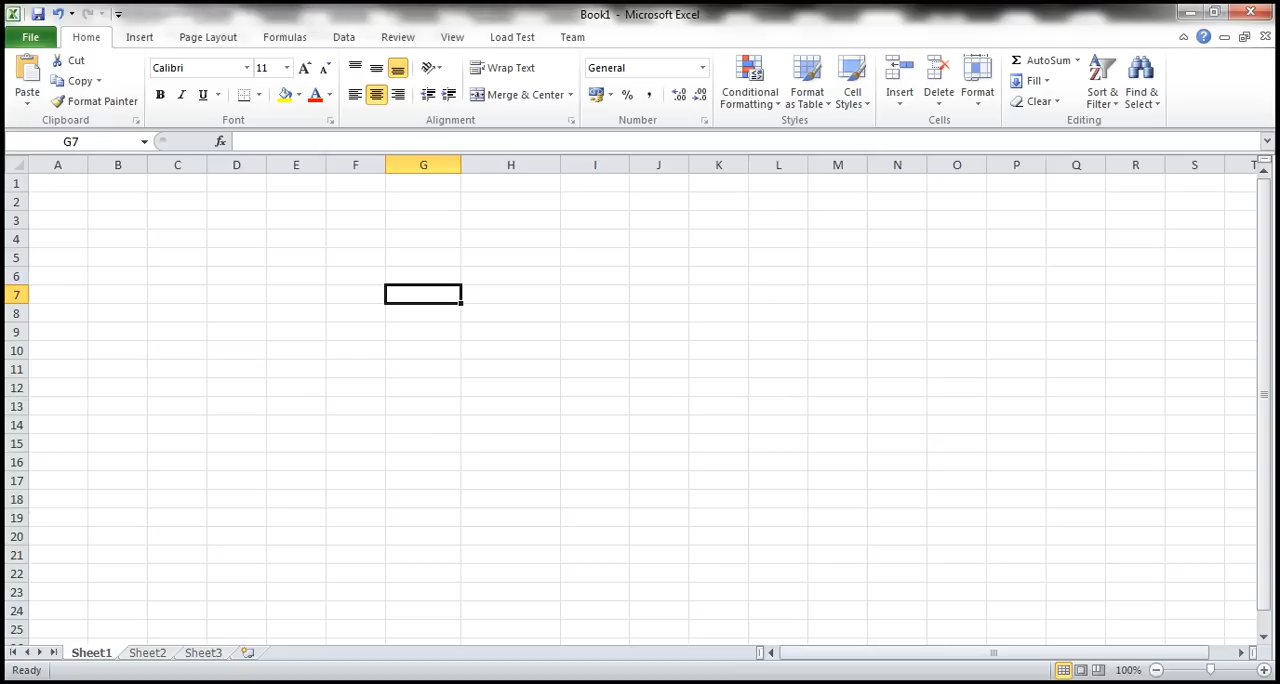 Book1 - Microsoft Excel
File Home Insert Page Layout Formulas Data Review View Load Test Team
Paste
Cut
Copy
Format Painter
Clipboard
Calibri 11
B I U
Font
Wrap Text
Merge & Center
Alignment
General
% ,
Number
Conditional Formatting
Format as Table
Cell Styles
Styles
Insert Delete Format
Cells
Σ AutoSum
Fill
Clear
Sort & Filter
Find & Select
Editing
G7 fx
A B C D E F G H I J K L M N O P Q R S T
1
2
3
4
5
6
7
8
9
10
11
12
13
14
15
16
17
18
19
20
21
22
23
24
25
Sheet1 Sheet2 Sheet3
Ready 100%